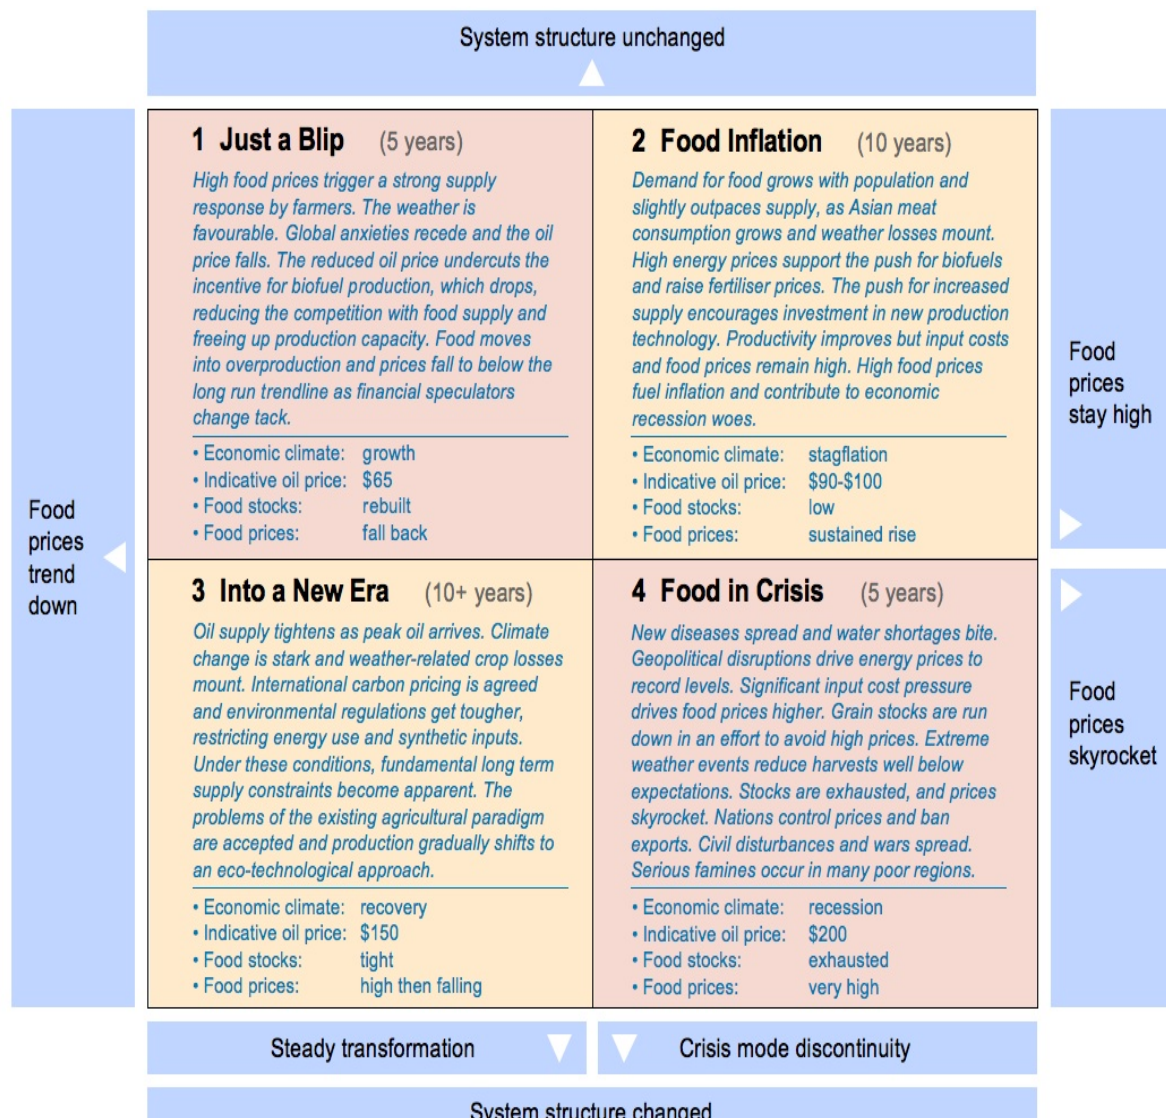 System structure unchanged
1 Just a Blip (5 years)
High food prices trigger a strong supply
response by farmers. The weather is
favourable. Global anxieties recede and the oil
price falls. The reduced oil price undercuts the
incentive for biofuel production, which drops,
reducing the competition with food supply and
freeing up production capacity. Food moves
into overproduction and prices fall to below the
long run trendline as financial speculators
change tack.
• Economic climate: growth
• Indicative oil price: $65
• Food stocks: rebuilt
• Food prices: fall back
2 Food Inflation (10 years)
Demand for food grows with population and
slightly outpaces supply, as Asian meat
consumption grows and weather losses mount.
High energy prices support the push for biofuels
and raise fertiliser prices. The push for increased
supply encourages investment in new production
technology. Productivity improves but input costs
and food prices remain high. High food prices
fuel inflation and contribute to economic
recession woes.
• Economic climate: stagflation
• Indicative oil price: $90-$100
• Food stocks: low
• Food prices: sustained rise
Food
prices
stay high
Food
prices
trend
down
3 Into a New Era (10+ years)
Oil supply tightens as peak oil arrives. Climate
change is stark and weather-related crop losses
mount. International carbon pricing is agreed
and environmental regulations get tougher,
restricting energy use and synthetic inputs.
Under these conditions, fundamental long term
supply constraints become apparent. The
problems of the existing agricultural paradigm
are accepted and production gradually shifts to
an eco-technological approach.
• Economic climate: recovery
• Indicative oil price: $150
• Food stocks: tight
• Food prices: high then falling
4 Food in Crisis (5 years)
New diseases spread and water shortages bite.
Geopolitical disruptions drive energy prices to
record levels. Significant input cost pressure
drives food prices higher. Grain stocks are run
down in an effort to avoid high prices. Extreme
weather events reduce harvests well below
expectations. Stocks are exhausted, and prices
skyrocket. Nations control prices and ban
exports. Civil disturbances and wars spread.
Serious famines occur in many poor regions.
• Economic climate: recession
• Indicative oil price: $200
• Food stocks: exhausted
• Food prices: very high
Food
prices
skyrocket
Steady transformation
Crisis mode discontinuity
System structure changed